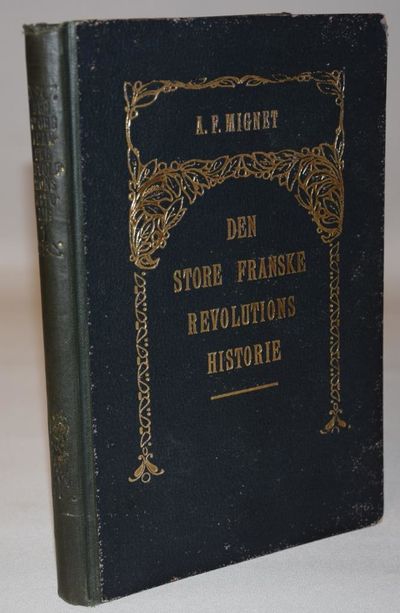 A. F. MIGNET
DEN
STORE FRANSKE
REVOLUTIONS
HISTORIE